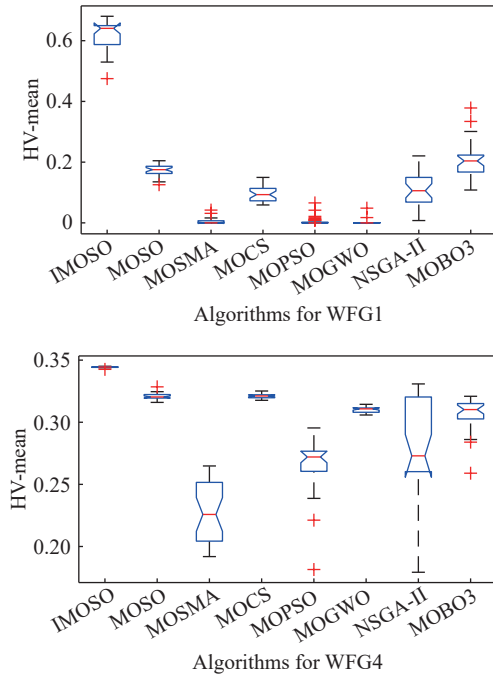 HV-mean
0.6
0.4
0.2
0
IMOSO
MOSO
MOSMA
MOCS
MOPSO
MOGWO
NSGA-II
MOBO3
Algorithms for WFG1
HV-mean
0.35
0.30
0.25
0.20
IMOSO
MOSO
MOSMA
MOCS
MOPSO
MOGWO
NSGA-II
MOBO3
Algorithms for WFG4